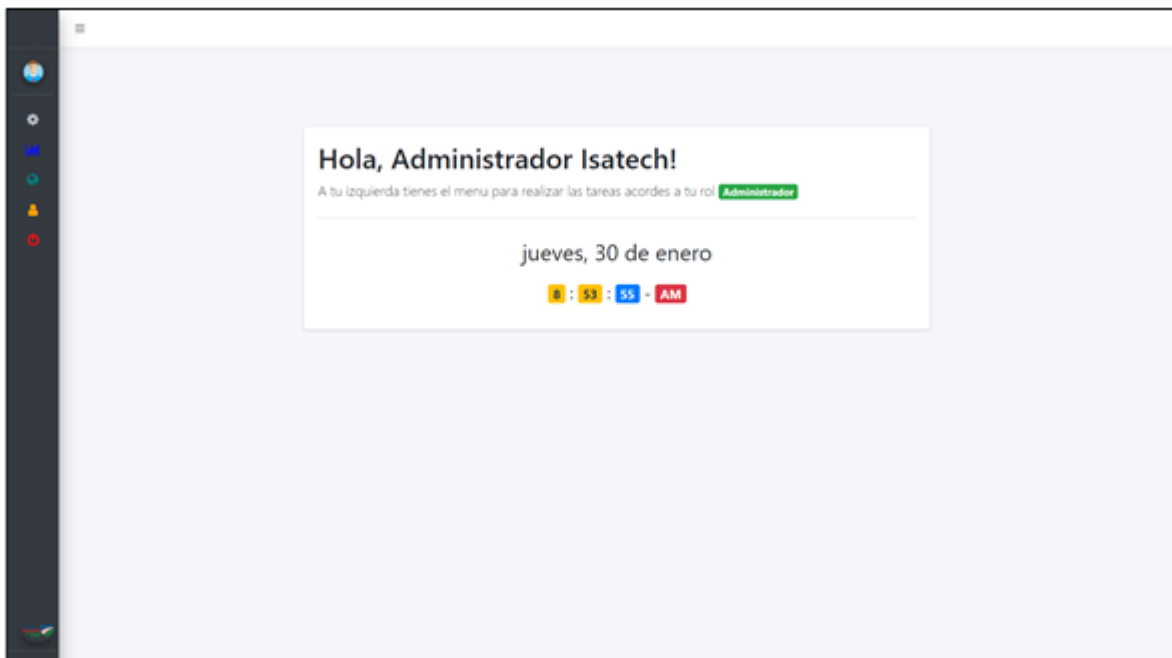 Hola, Administrador Isatech!
A tu izquierda tienes el menu para realizar las tareas acordes a tu rol Administrador
jueves, 30 de enero
8 : 53 : 55 - AM